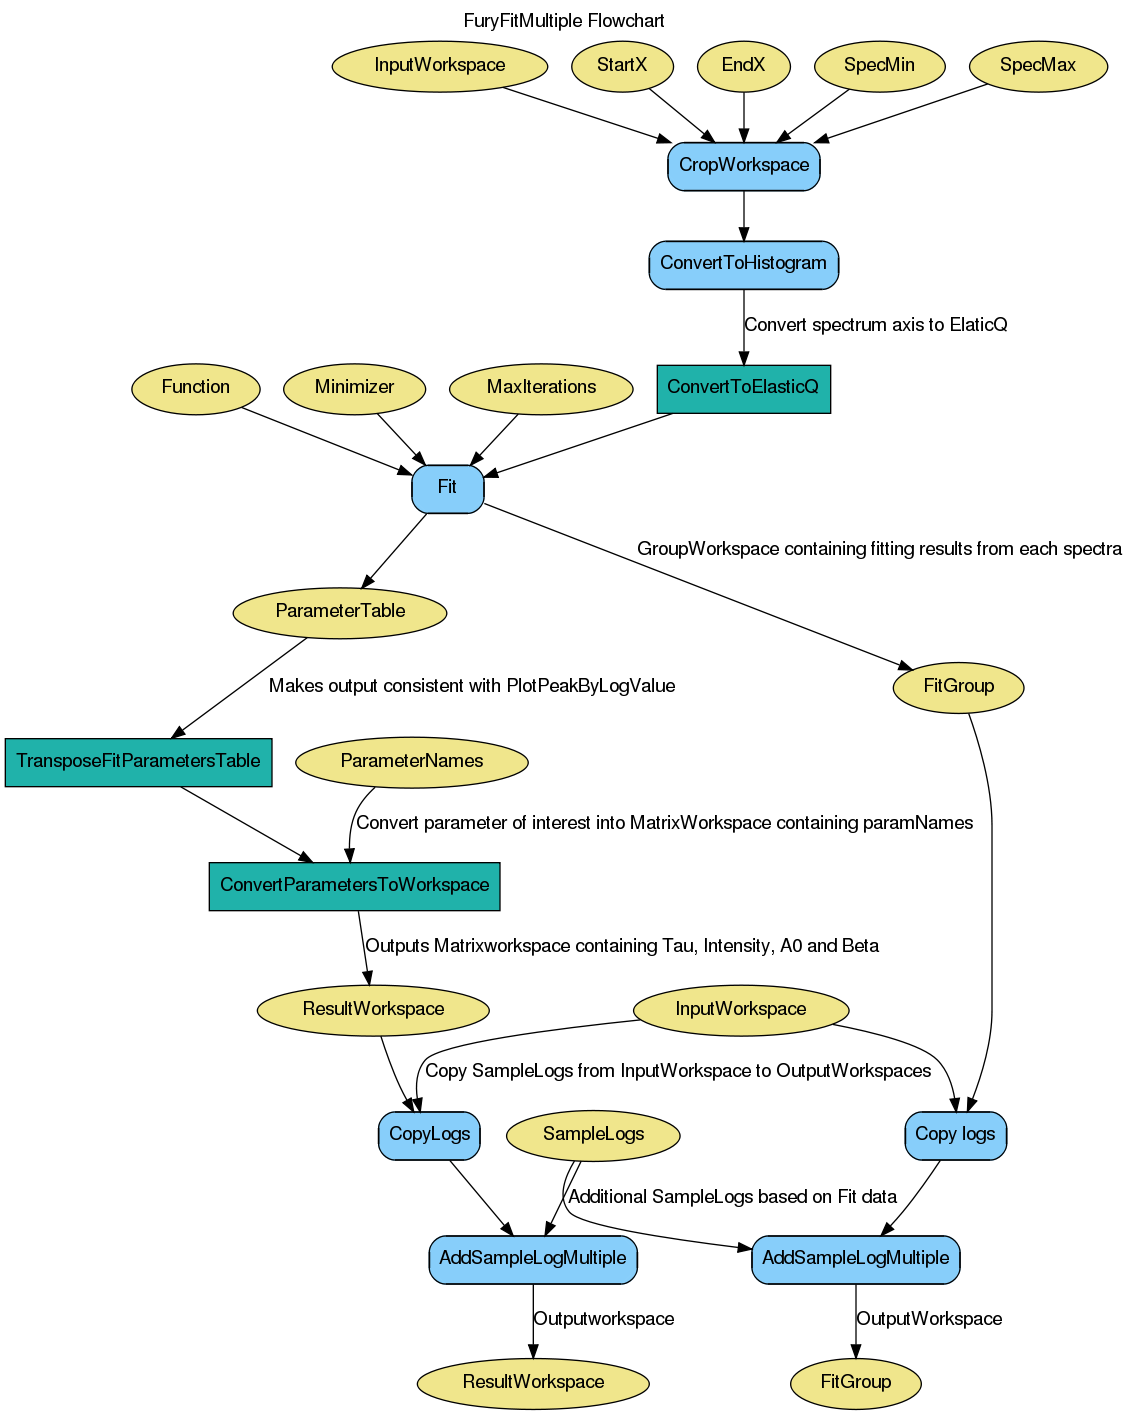 FuryFitMultiple Flowchart
InputWorkspace
StartX
EndX
SpecMin
SpecMax
CropWorkspace
ConvertToHistogram
Convert spectrum axis to ElaticQ
Function
Minimizer
MaxIterations
ConvertToElasticQ
Fit
GroupWorkspace containing fitting results from each spectra
ParameterTable
Makes output consistent with PlotPeakByLogValue
FitGroup
TransposeFitParametersTable
ParameterNames
Convert parameter of interest into MatrixWorkspace containing paramNames
ConvertParametersToWorkspace
Outputs Matrixworkspace containing Tau, Intensity, A0 and Beta
ResultWorkspace
InputWorkspace
Copy SampleLogs from InputWorkspace to OutputWorkspaces
CopyLogs
SampleLogs
Copy logs
Additional SampleLogs based on Fit data
AddSampleLogMultiple
AddSampleLogMultiple
Outputworkspace
OutputWorkspace
ResultWorkspace
FitGroup